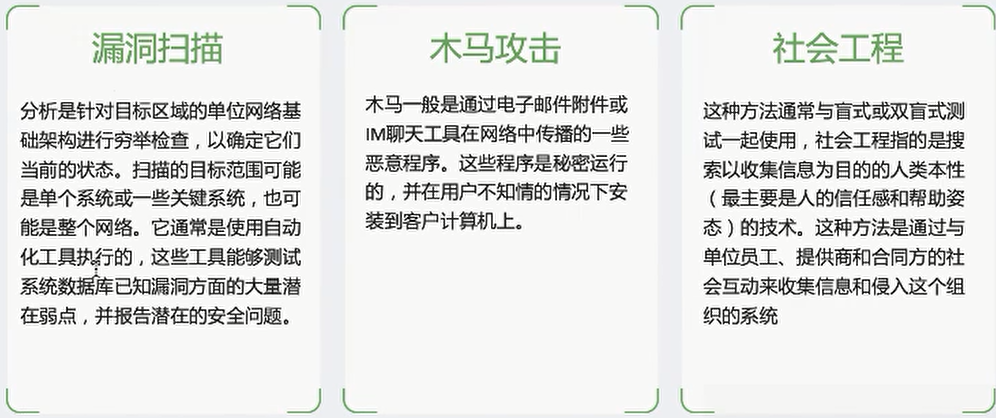 漏洞扫描
分析是针对目标区域的单位网络基
础架构进行穷举检查，以确定它们
当前的状态。扫描的目标范围可能
是单个系统或一些关键系统，也可
能是整个网络。它通常是使用自动
化工具执行的，这些工具能够测试
系统数据库已知漏洞方面的大量潜
在弱点，并报告潜在的安全问题。
木马攻击
木马一般是通过电子邮件附件或
IM聊天工具在网络中传播的一些
恶意程序。这些程序是秘密运行
的，并在用户不知情的情况下安
装到客户计算机上。
社会工程
这种方法通常与盲式或双盲式测
试一起使用，社会工程指的是搜
索以收集信息为目的的人类本性
（最主要是人的信任感和帮助姿
态）的技术。这种方法是通过与
单位员工、提供商和合同方的社
会互动来收集信息和侵入这个组
织的系统